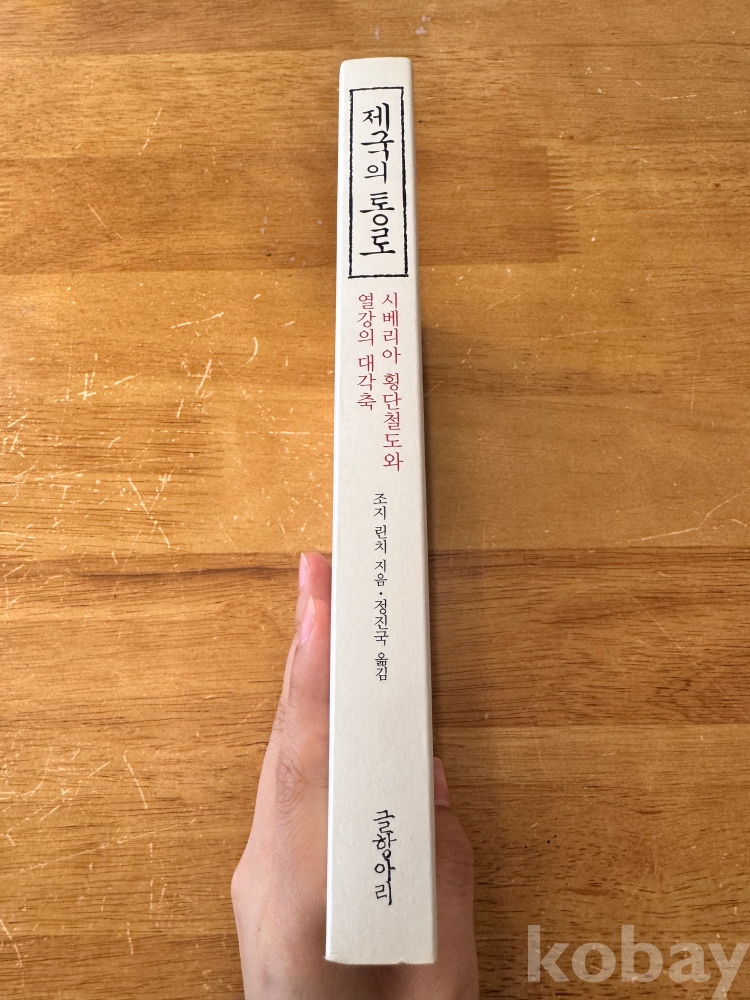 제국의 통로
시베리아 횡단철도와
열강의 대각축
조지 린치 지음 · 정진국 옮김
글항아리
kobay